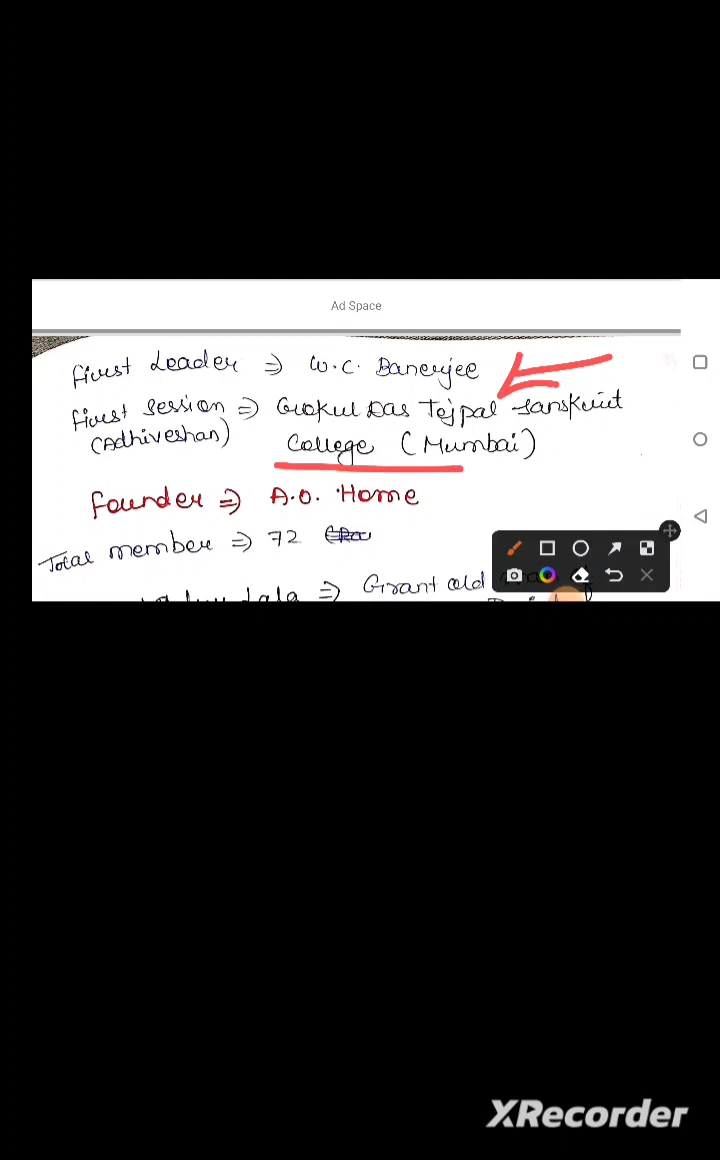 Ad Space
First Leader ⇒ W.C. Banerjee
First Session ⇒ Gokul Das Tejpal Sanskrit
(Adhiveshan) College (Mumbai)
Founder ⇒ A.O. Home
Total member ⇒ 72
⇒ Grant old
XRecorder